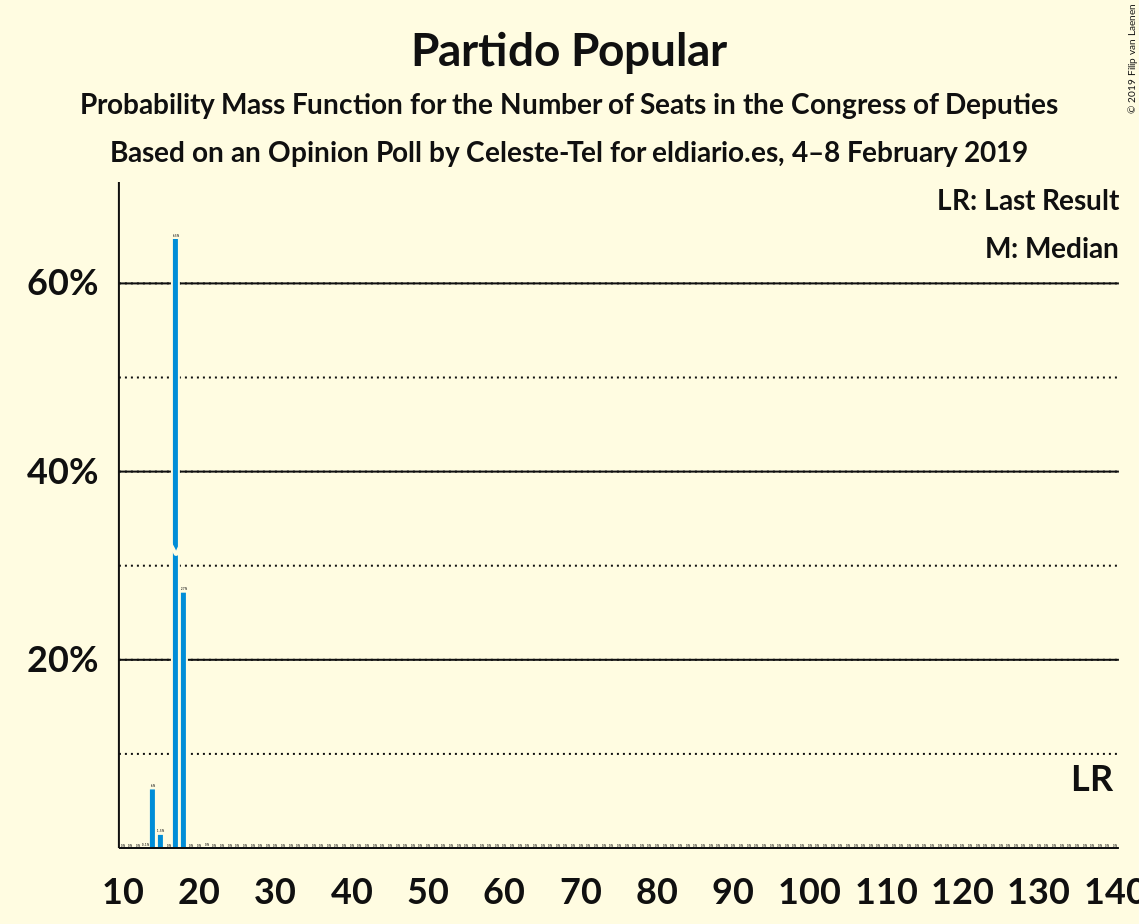 Partido Popular
Probability Mass Function for the Number of Seats in the Congress of Deputies
Based on an Opinion Poll by Celeste-Tel for eldiario.es, 4–8 February 2019
© 2019 Filip van Laenen
LR: Last Result
M: Median
60%
40%
20%
LR
10 20 30 40 50 60 70 80 90 100 110 120 130 140